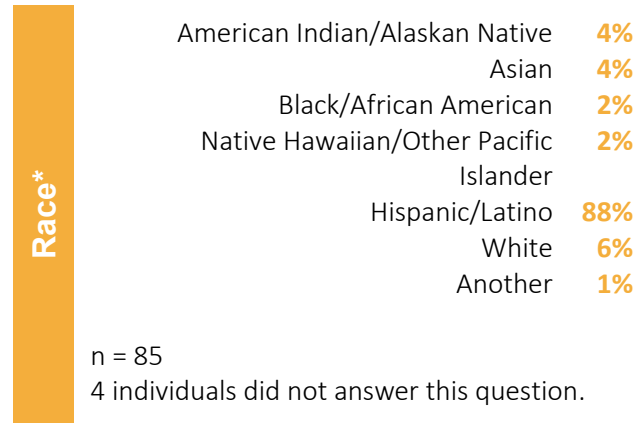 Race*
American Indian/Alaskan Native 4%
Asian 4%
Black/African American 2%
Native Hawaiian/Other Pacific 2%
Islander
Hispanic/Latino 88%
White 6%
Another 1%
n = 85
4 individuals did not answer this question.